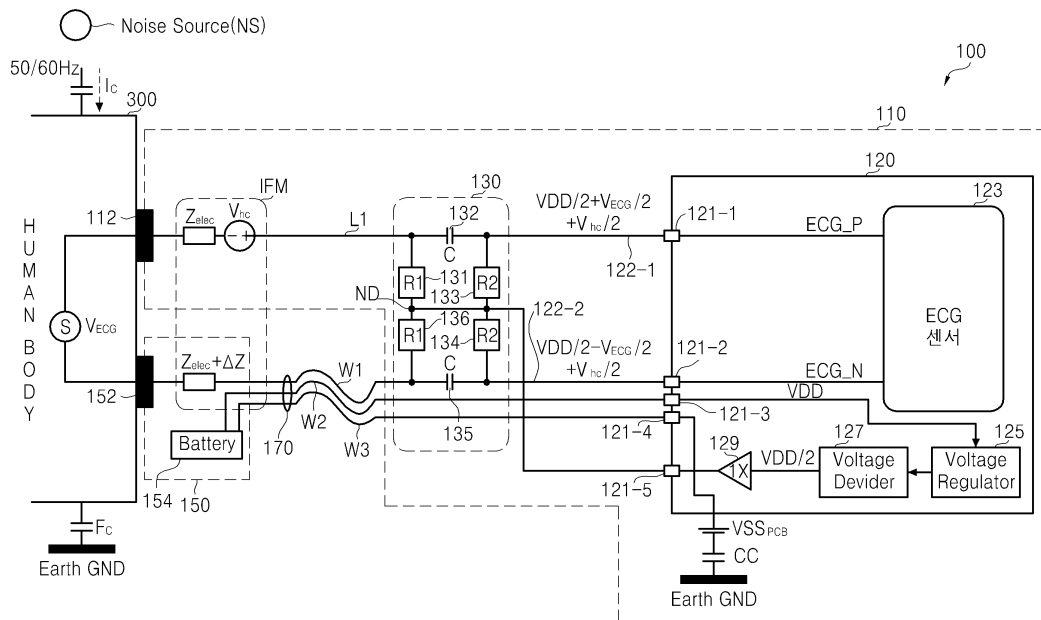 Noise Source(NS)
50/60Hz
IC
300
100
110
120
HUMAN BODY
112
IFM
Zelec
Vhc
L1
130
132
C
VDD/2+VECG/2
+Vhc/2
121-1
122-1
ECG_P
123
R1
131
R2
133
ND
R1
136
R2
134
122-2
ECG
센서
S
VECG
VDD/2-VECG/2
+Vhc/2
121-2
ECG_N
Zelec+ΔZ
152
W1
W2
W3
170
C
135
VDD
121-3
121-4
Battery
154
150
129
1X
VDD/2
127
Voltage
Devider
125
Voltage
Regulator
121-5
FC
Earth GND
VSSPCB
CC
Earth GND